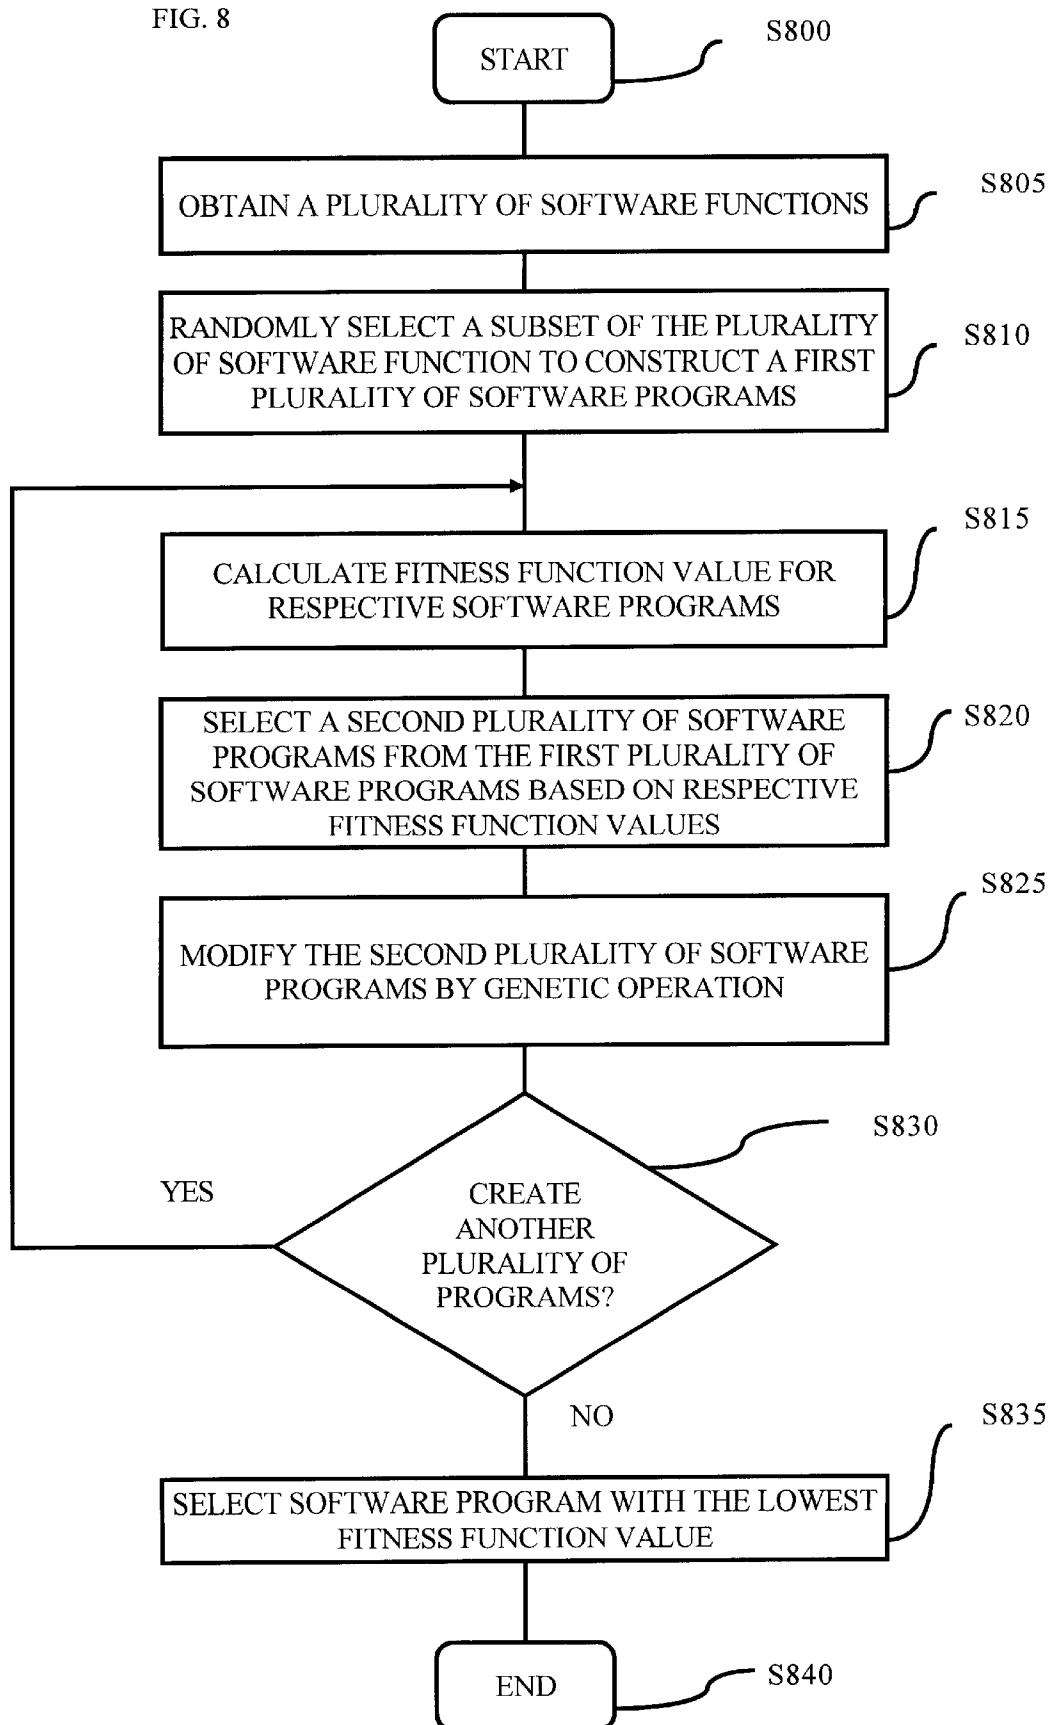 FIG. 8
START
S800
OBTAIN A PLURALITY OF SOFTWARE FUNCTIONS
S805
RANDOMLY SELECT A SUBSET OF THE PLURALITY
OF SOFTWARE FUNCTION TO CONSTRUCT A FIRST
PLURALITY OF SOFTWARE PROGRAMS
S810
CALCULATE FITNESS FUNCTION VALUE FOR
RESPECTIVE SOFTWARE PROGRAMS
S815
SELECT A SECOND PLURALITY OF SOFTWARE
PROGRAMS FROM THE FIRST PLURALITY OF
SOFTWARE PROGRAMS BASED ON RESPECTIVE
FITNESS FUNCTION VALUES
S820
MODIFY THE SECOND PLURALITY OF SOFTWARE
PROGRAMS BY GENETIC OPERATION
S825
CREATE
ANOTHER
PLURALITY OF
PROGRAMS?
S830
YES
NO
SELECT SOFTWARE PROGRAM WITH THE LOWEST
FITNESS FUNCTION VALUE
S835
END
S840